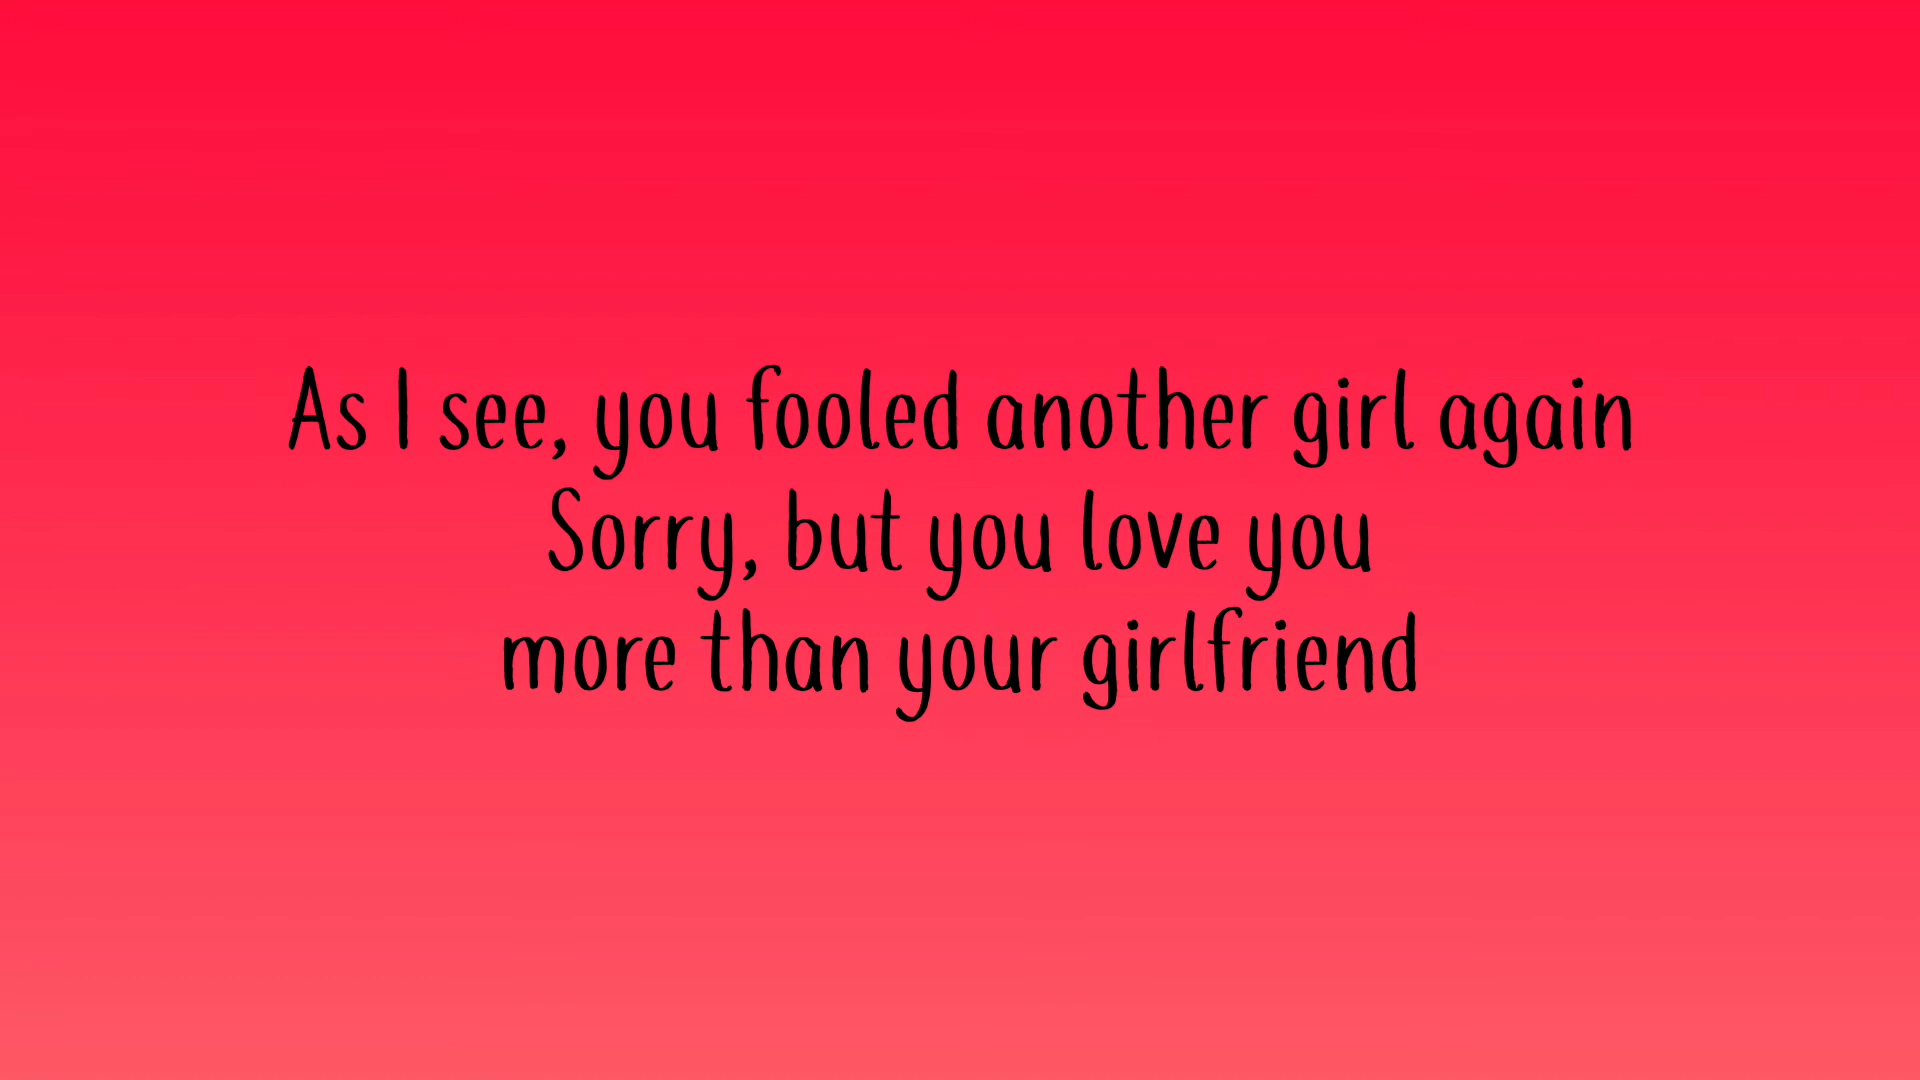 As I see, you fooled another girl again
Sorry, but you love you
more than your girlfriend